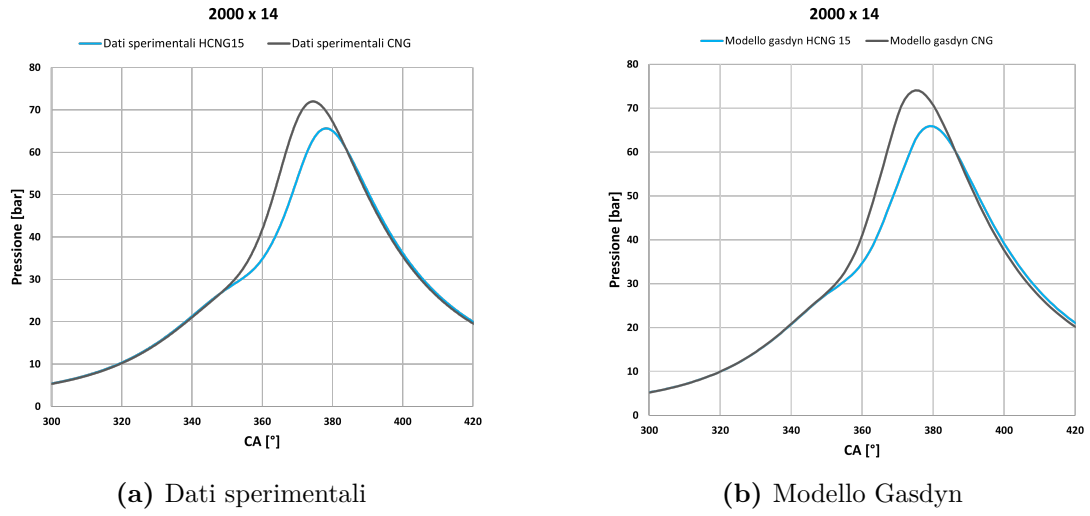 2000 x 14
Dati sperimentali HCNG15 Dati sperimentali CNG
80
70
60
50
40
30
20
10
0
Pressione [bar]
300 320 340 360 380 400 420
CA [°]
(a) Dati sperimentali
2000 x 14
Modello gasdyn HCNG 15 Modello gasdyn CNG
80
70
60
50
40
30
20
10
0
Pressione [bar]
300 320 340 360 380 400 420
CA [°]
(b) Modello Gasdyn